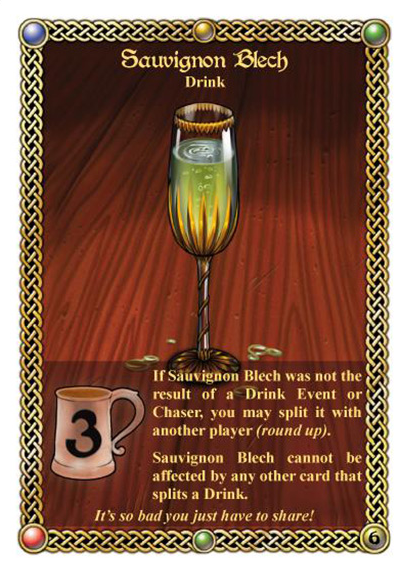 Sauvignon Blech
Drink
If Sauvignon Blech was not the
result of a Drink Event or
Chaser, you may split it with
another player (round up).
3
Sauvignon Blech cannot be
affected by any other card that
splits a Drink.
It's so bad you just have to share!
6